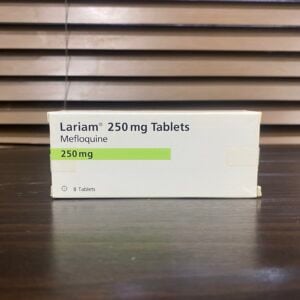 Lariam® 250 mg Tablets
Mefloquine
250 mg
8 Tablets